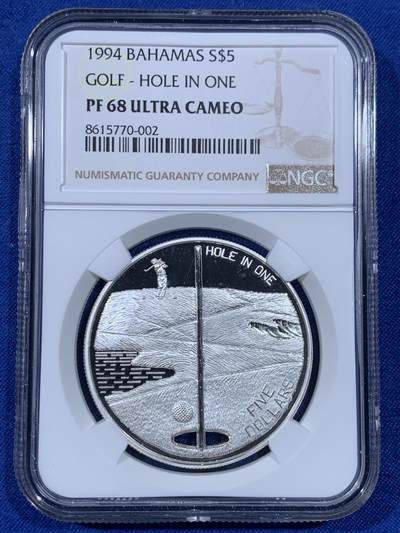 1994 BAHAMAS S$5
GOLF - HOLE IN ONE
PF 68 ULTRA CAMEO
8615770-002
NUMISMATIC GUARANTY COMPANY
NGC
HOLE IN ONE
FIVE
DOLLARS